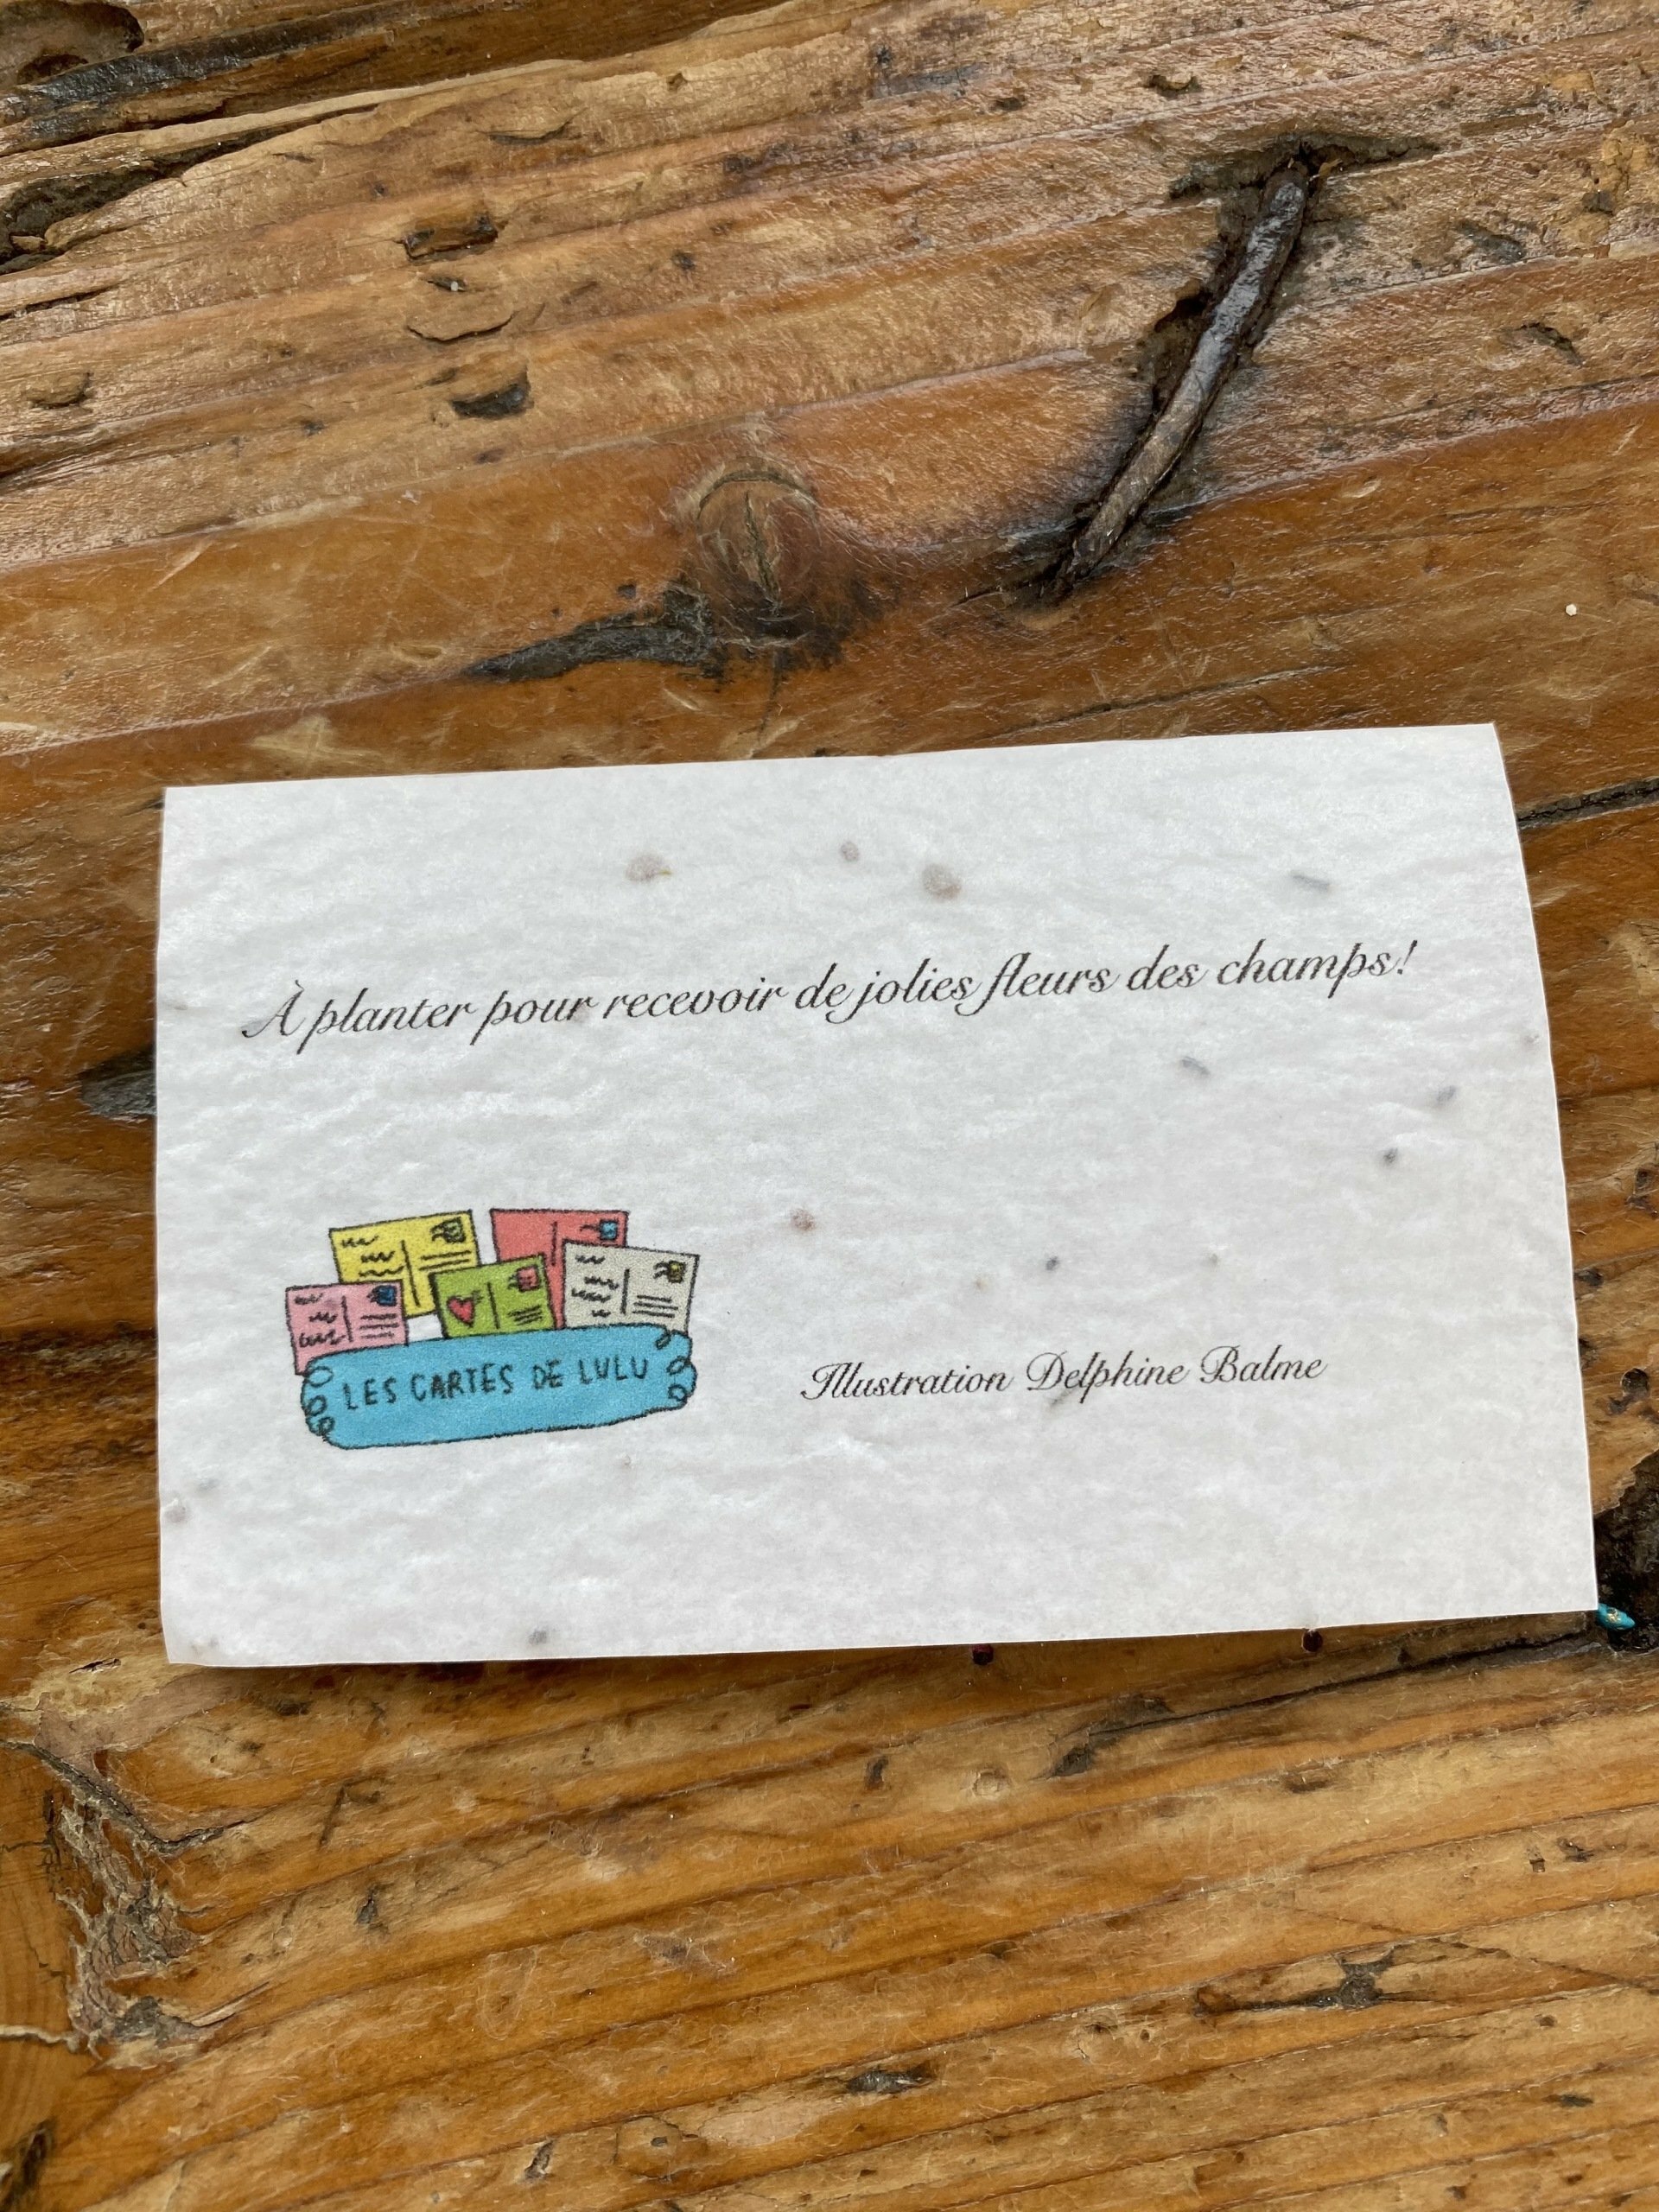 À planter pour recevoir de jolies fleurs des champs!
LES CARTES DE LULU
Illustration Delphine Balme